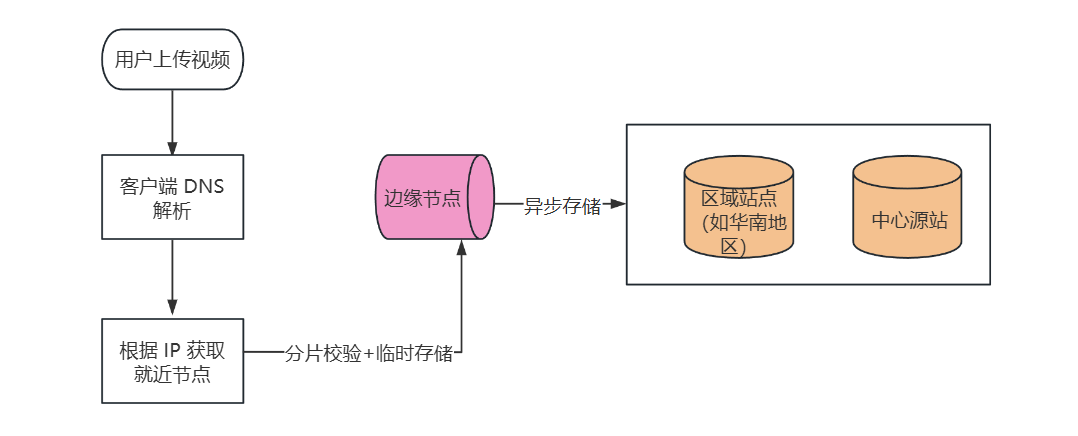 用户上传视频
客户端 DNS
解析
根据 IP 获取
就近节点
分片校验+临时存储
边缘节点
异步存储
区域站点
(如华南地
区)
中心源站